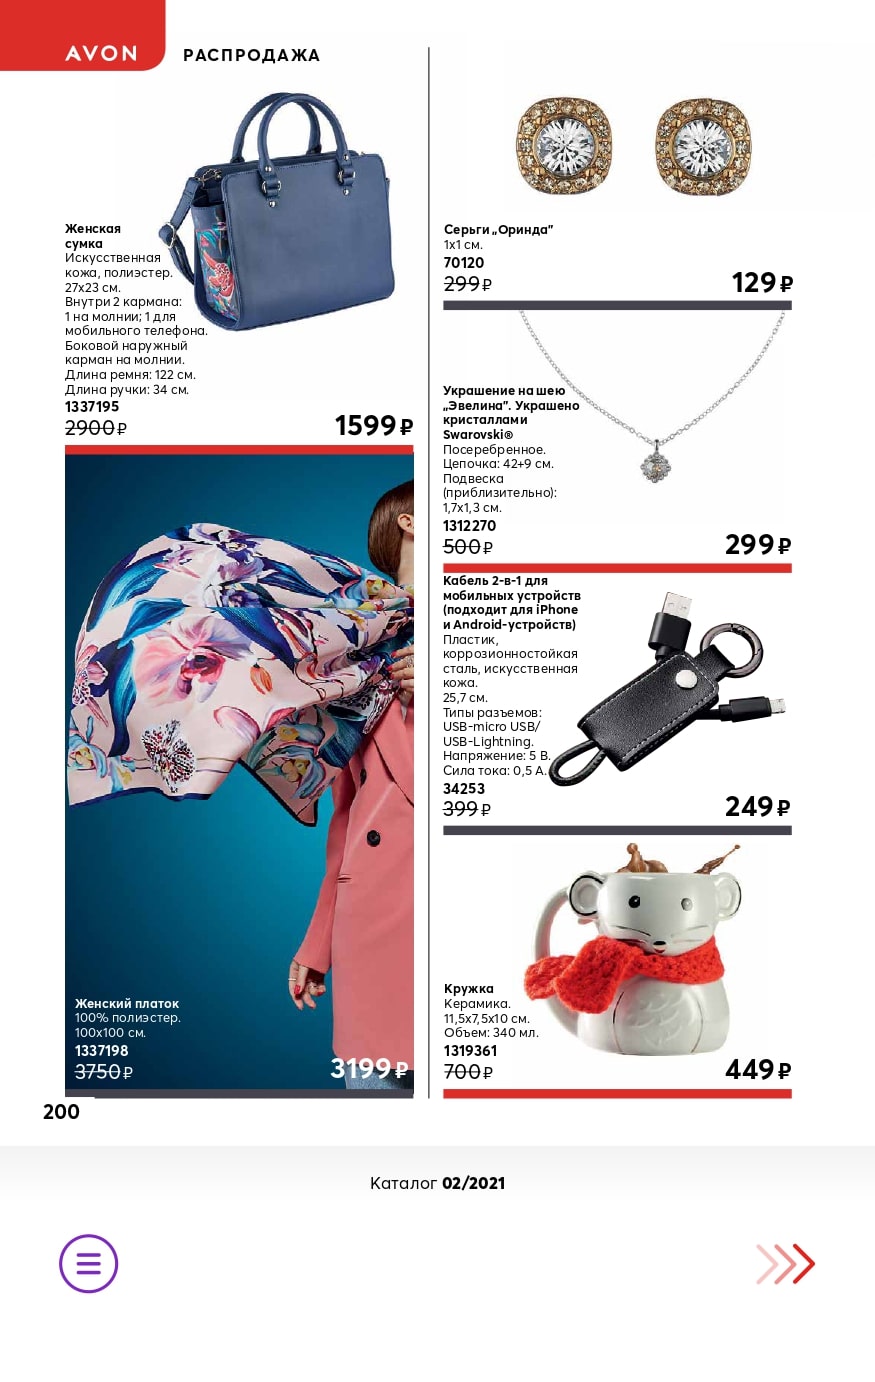 AVON
РАСПРОДАЖА
Женская
сумка
Искусственная
кожа, полиэстер.
27x23 см.
Внутри 2 кармана:
1 на молнии; 1 для
мобильного телефона.
Боковой наружный
карман на молнии.
Длина ремня: 122 см.
Длина ручки: 34 см.
1337195
2900 ₽
1599 ₽
Женский платок
100% полиэстер.
100x100 см.
1337198
3750 ₽
3199 ₽
Серьги „Оринда"
1x1 см.
70120
299 ₽
129 ₽
Украшение на шею
„Эвелина". Украшено
кристаллами
Swarovski®
Посеребренное.
Цепочка: 42+9 см.
Подвеска
(приблизительно):
1,7x1,3 см.
1312270
500 ₽
299 ₽
Кабель 2-в-1 для
мобильных устройств
(подходит для iPhone
и Android-устройств)
Пластик,
коррозионностойкая
сталь, искусственная
кожа.
25,7 см.
Типы разъемов:
USB-micro USB/
USB-Lightning.
Напряжение: 5 В.
Сила тока: 0,5 А.
34253
399 ₽
249 ₽
Кружка
Керамика.
11,5x7,5x10 см.
Объем: 340 мл.
1319361
700 ₽
449 ₽
200
Каталог 02/2021